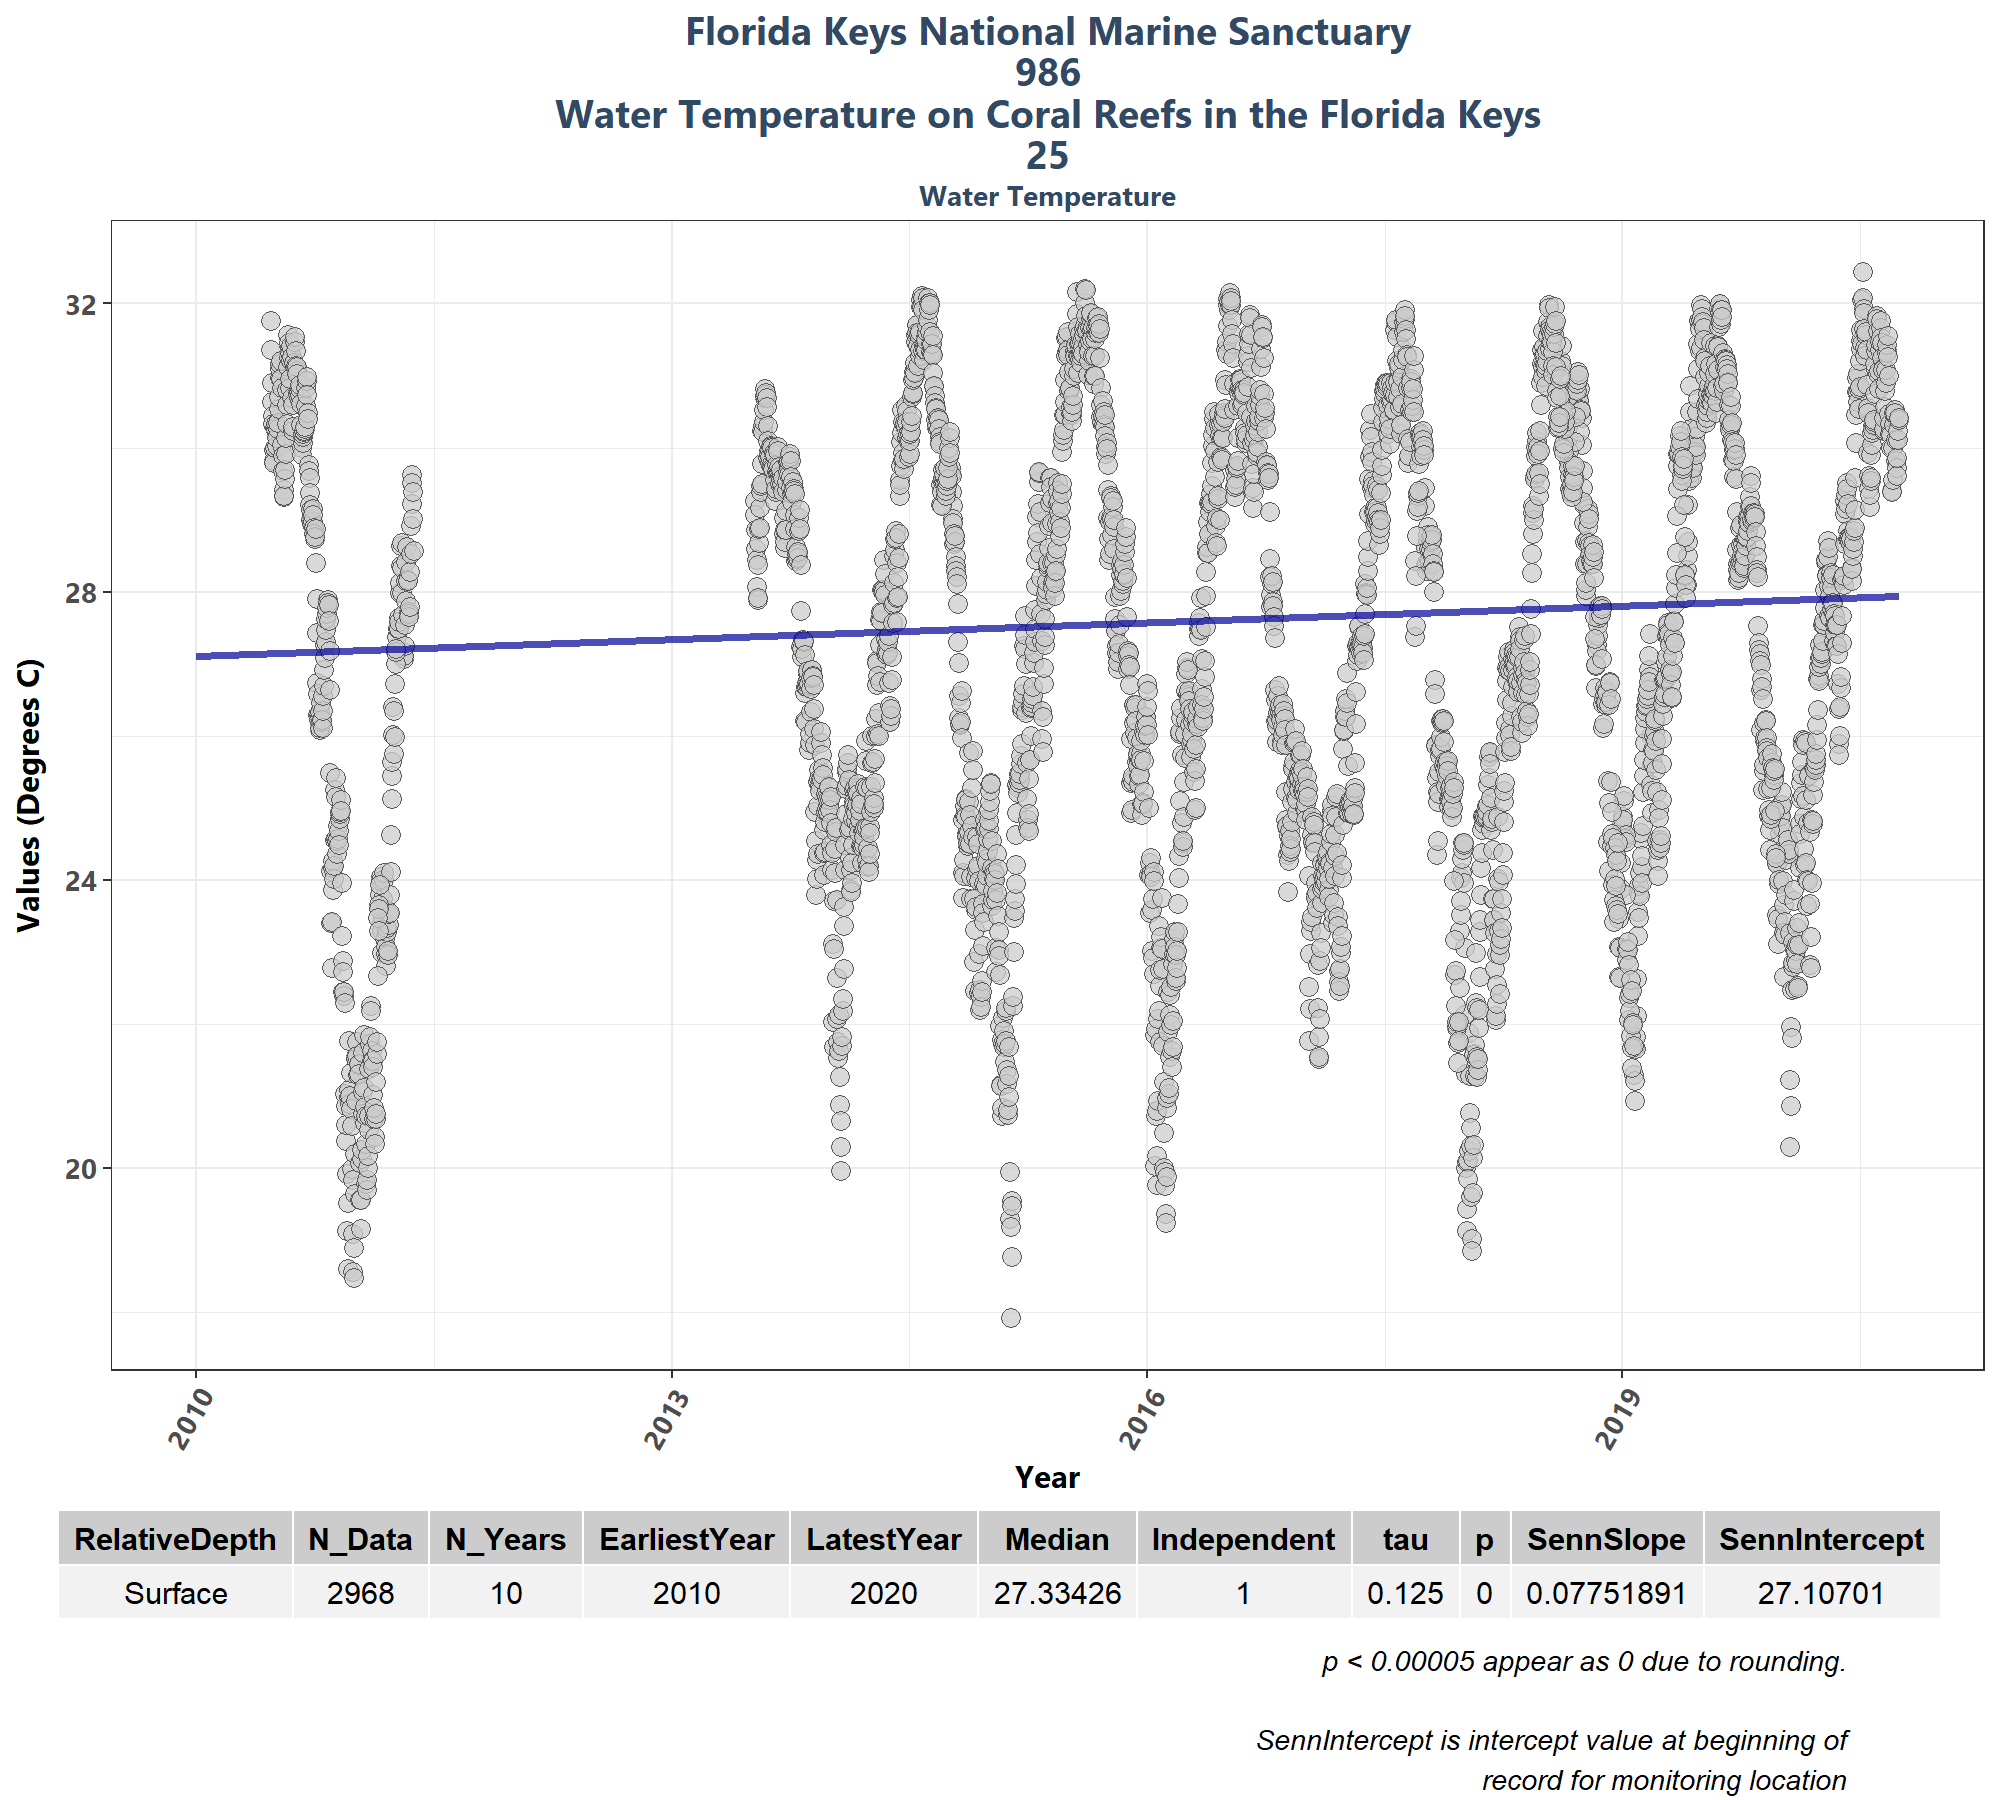 Florida Keys National Marine Sanctuary
986
Water Temperature on Coral Reefs in the Florida Keys
25
Water Temperature
Values (Degrees C)
32
28
24
20
2010 2013 2016 2019
Year
RelativeDepth N_Data N_Years EarliestYear LatestYear Median Independent tau p SennSlope SennIntercept
Surface 2968 10 2010 2020 27.33426 1 0.125 0 0.07751891 27.10701
p < 0.00005 appear as 0 due to rounding.
SennIntercept is intercept value at beginning of
record for monitoring location